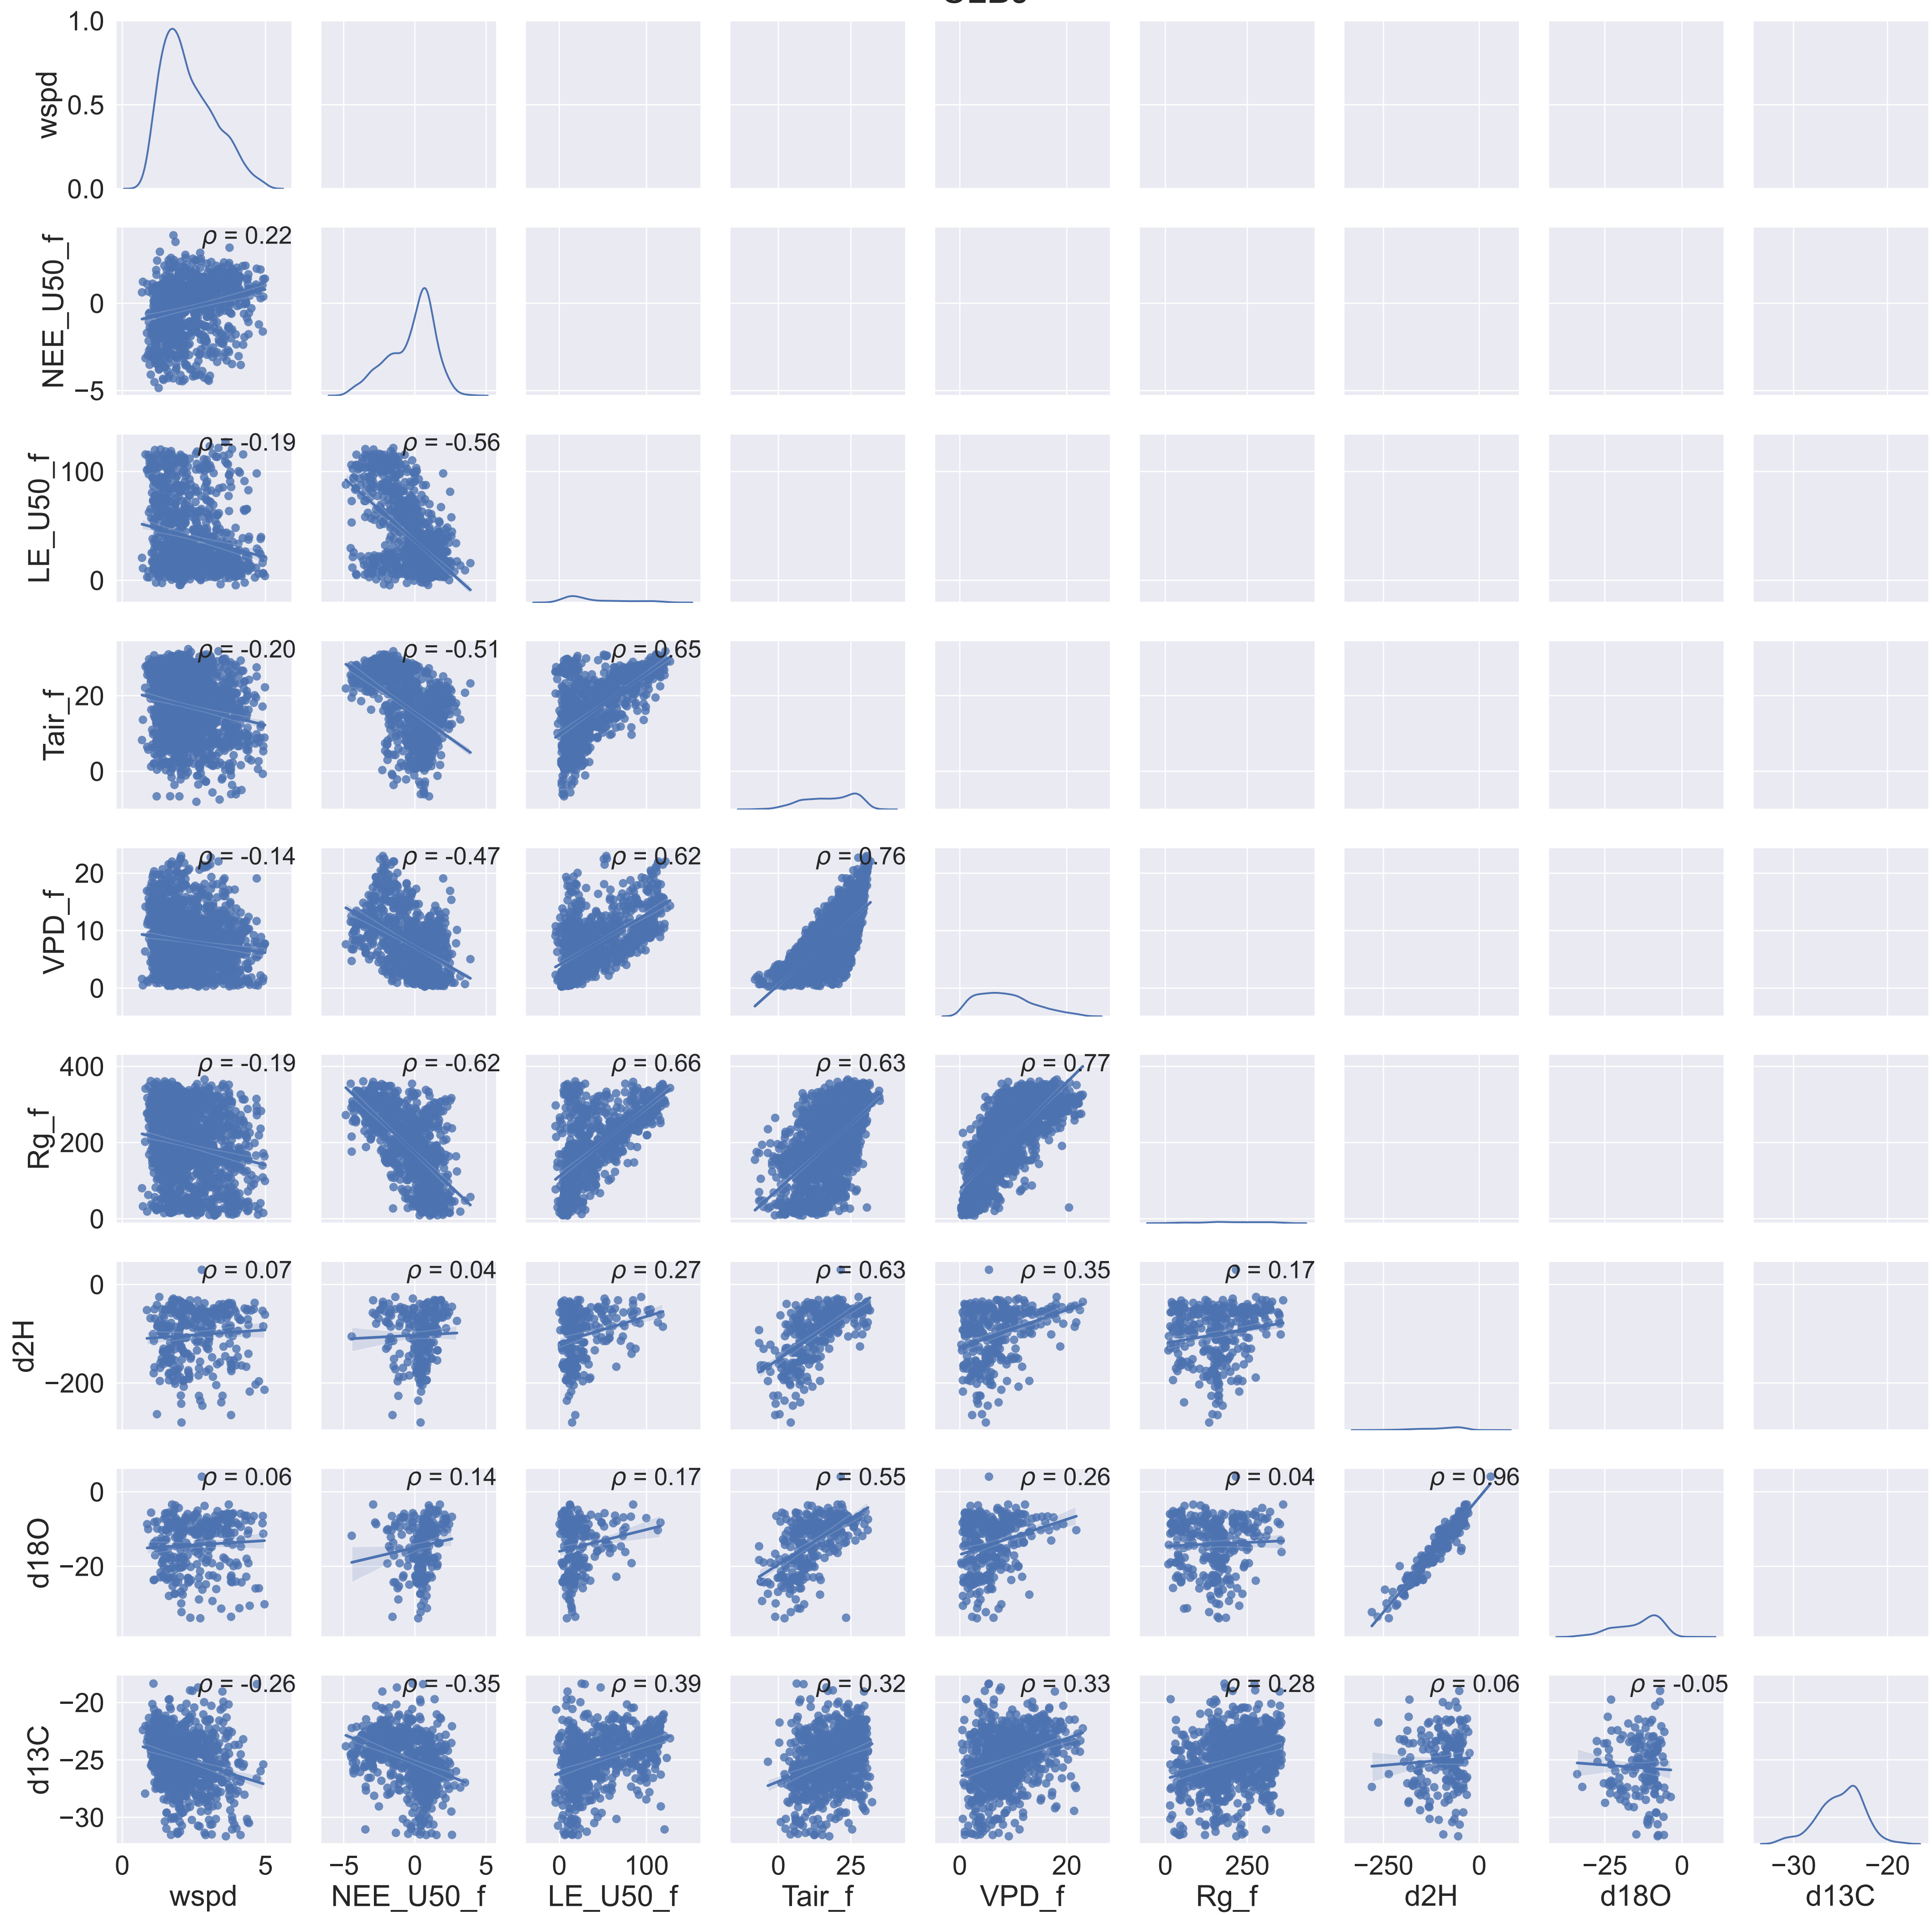 1.0
0.5
0.0
wspd
ρ = 0.22
0
−5
NEE_U50_f
ρ = -0.19 ρ = -0.56
100
0
LE_U50_f
ρ = -0.20 ρ = -0.51 ρ = 0.65
20
0
Tair_f
ρ = -0.14 ρ = -0.47 ρ = 0.62 ρ = 0.76
20
10
0
VPD_f
ρ = -0.19 ρ = -0.62 ρ = 0.66 ρ = 0.63 ρ = 0.77
400
200
0
Rg_f
ρ = 0.07 ρ = 0.04 ρ = 0.27 ρ = 0.63 ρ = 0.35 ρ = 0.17
0
−200
d2H
ρ = 0.06 ρ = 0.14 ρ = 0.17 ρ = 0.55 ρ = 0.26 ρ = 0.04 ρ = 0.96
0
−20
d18O
ρ = -0.26 ρ = -0.35 ρ = 0.39 ρ = 0.32 ρ = 0.33 ρ = 0.28 ρ = 0.06 ρ = -0.05
−20
−25
−30
d13C
0 5 −5 0 5 0 100 0 25 0 20 0 250 −250 0 −25 0 −30 −20
wspd NEE_U50_f LE_U50_f Tair_f VPD_f Rg_f d2H d18O d13C